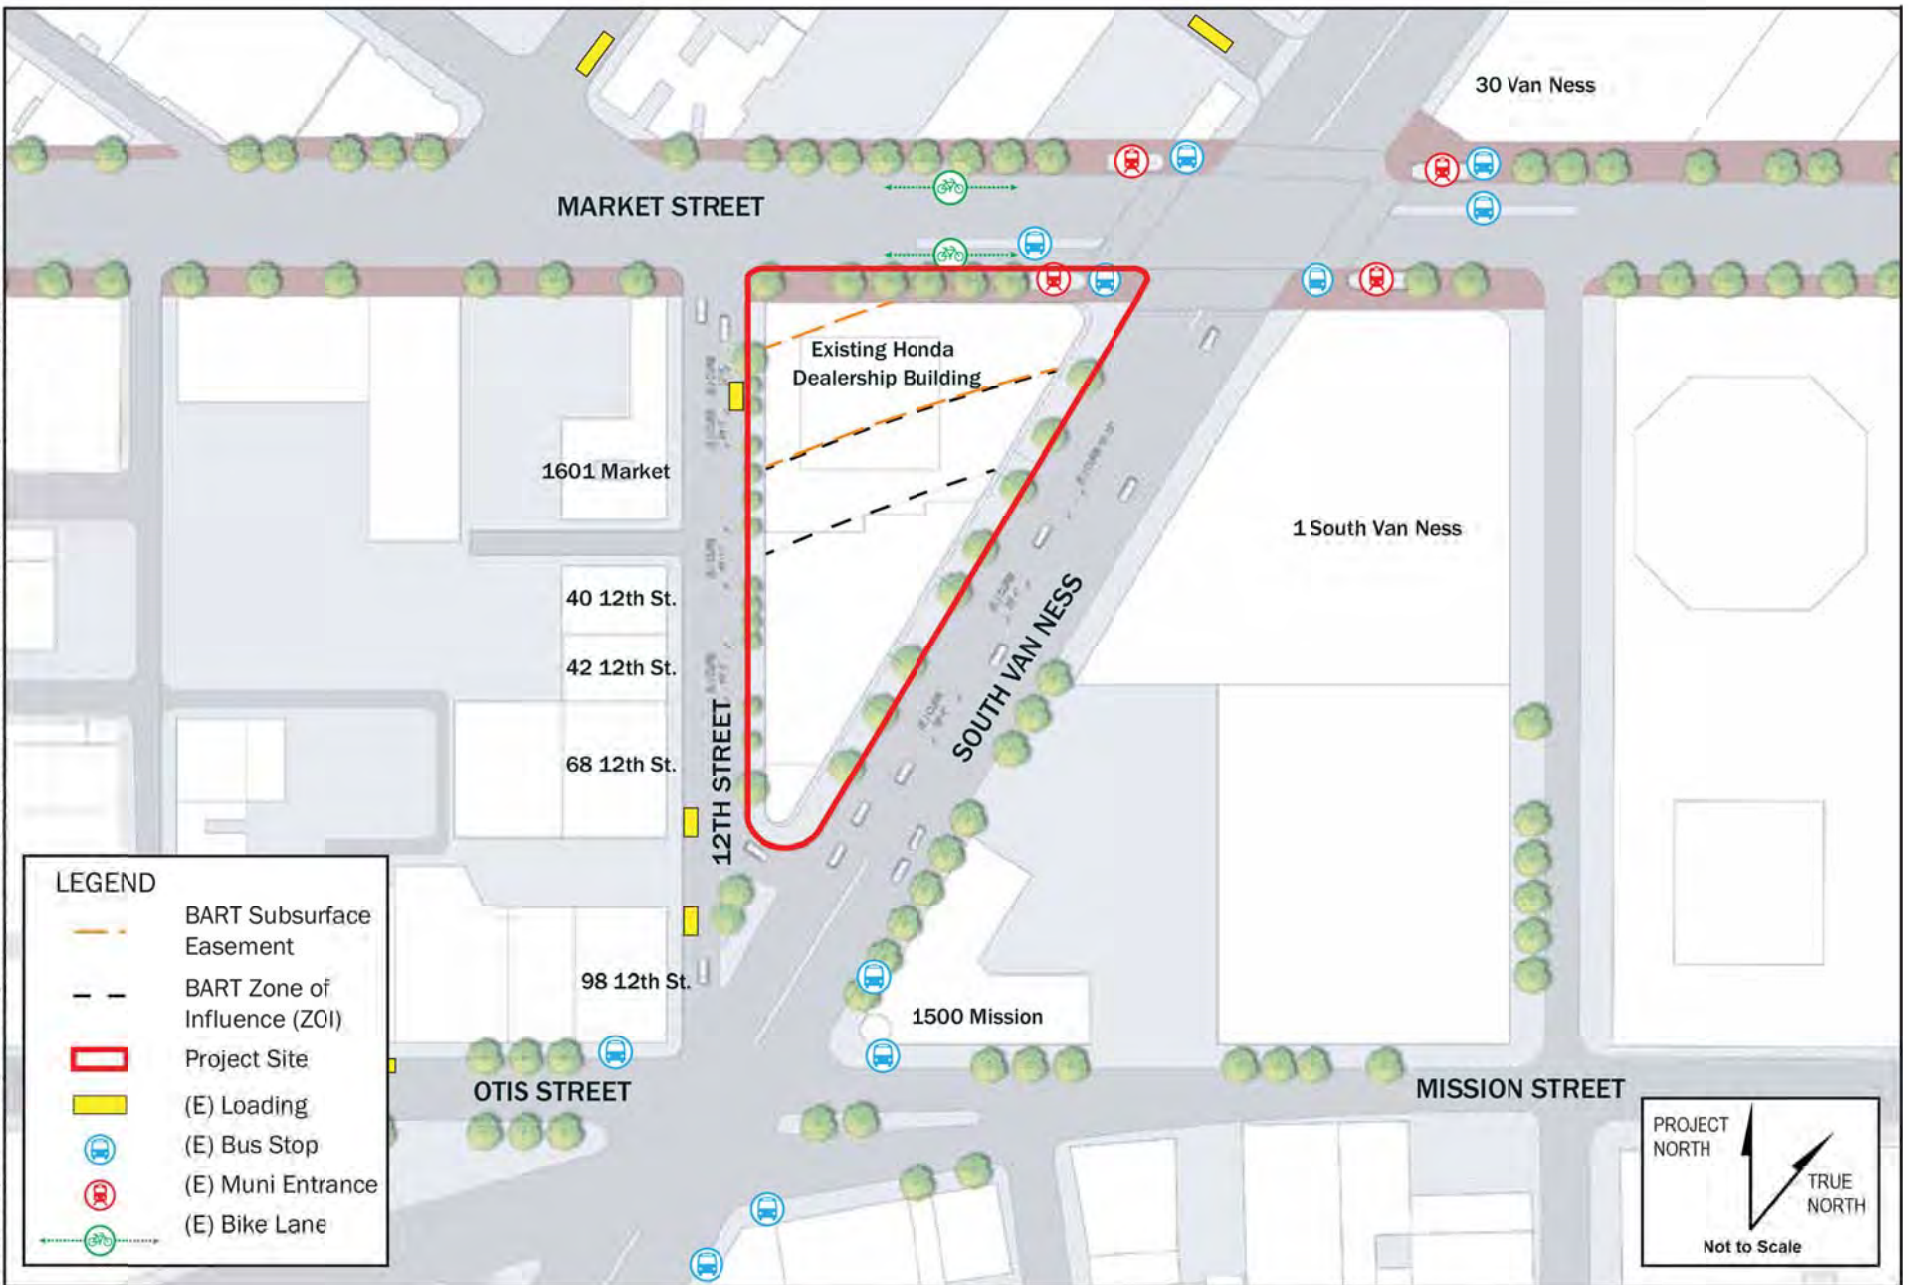 30 Van Ness
MARKET STREET
Existing Honda
Dealership Building
1601 Market
1 South Van Ness
40 12th St.
42 12th St.
68 12th St.
12TH STREET
SOUTH VAN NESS
98 12th St.
1500 Mission
OTIS STREET
MISSION STREET
LEGEND
BART Subsurface
Easement
BART Zone of
Influence (ZOI)
Project Site
(E) Loading
(E) Bus Stop
(E) Muni Entrance
(E) Bike Lane
PROJECT
NORTH
TRUE
NORTH
Not to Scale